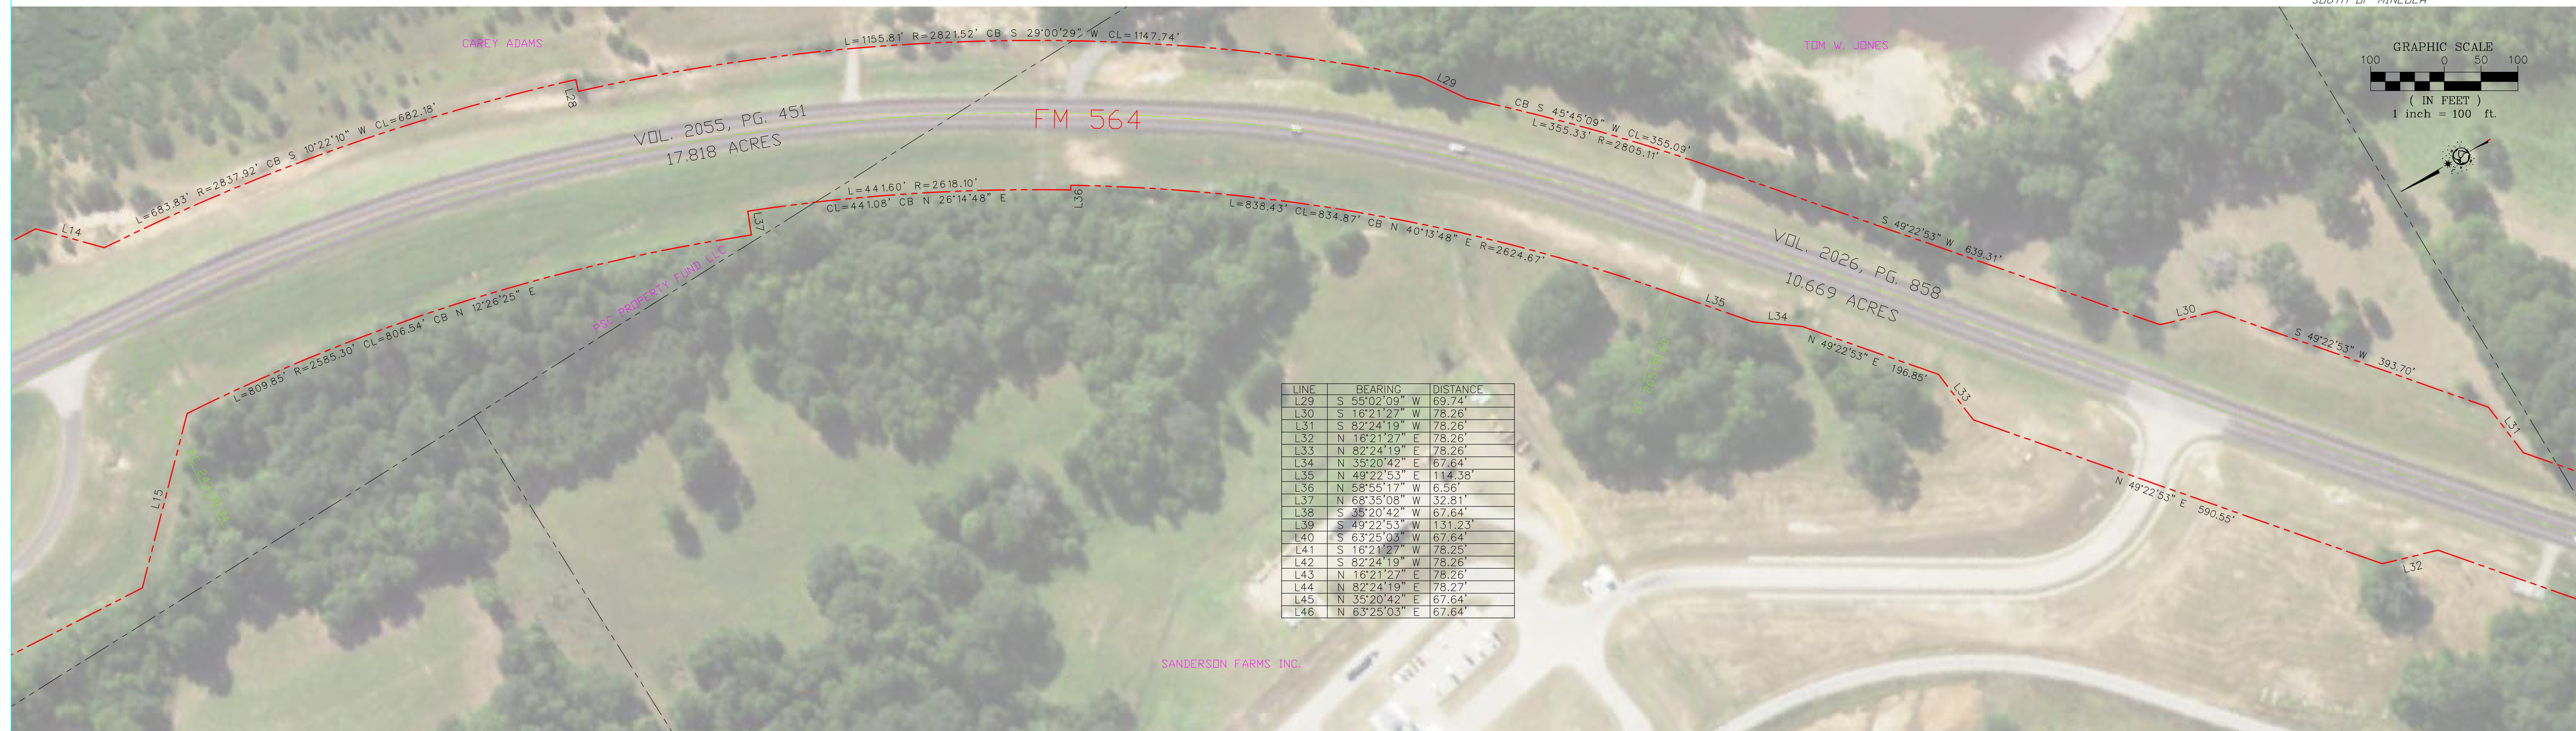 SOUTH OF MINEOLA
CAREY ADAMS
L=1155.81' R=2821.52' CB S 29°00'29" W CL=1147.74'
TOM W. JONES
GRAPHIC SCALE
100 0 50 100
( IN FEET )
1 inch = 100 ft.
L28
L29
L=683.83' R=2837.92' CB S 10°22'10" W CL=682.18'
VOL. 2055, PG. 451
17.818 ACRES
FM 564
CB S 45°45'09" W CL=355.09'
L=355.33' R=2805.11'
L14
L=441.60' R=2618.10'
CL=441.08' CB N 26°14'48" E
L36
L37
L=838.43' CL=834.87' CB N 40°13'48" E R=2624.67'
S 49°22'53" W 639.31'
VOL. 2026, PG. 858
10.669 ACRES
PSC PROPERTY FUND LLC.
L=809.85' R=2585.30' CL=806.54' CB N 12°26'25" E
L35
L34
N 49°22'53" E 196.85'
L33
L30
S 49°22'53" W 393.70'
L31
L15
N 49°22'53" E 590.55'
L32
LINE BEARING DISTANCE
L29 S 55°02'09" W 69.74'
L30 S 16°21'27" W 78.26'
L31 S 82°24'19" W 78.26'
L32 N 16°21'27" E 78.26'
L33 N 82°24'19" E 78.26'
L34 N 35°20'42" E 67.64'
L35 N 49°22'53" E 114.38'
L36 N 58°55'17" W 6.56'
L37 N 68°35'08" W 32.81'
L38 S 35°20'42" W 67.64'
L39 S 49°22'53" W 131.23'
L40 S 63°25'03" W 67.64'
L41 S 16°21'27" W 78.25'
L42 S 82°24'19" W 78.26'
L43 N 16°21'27" E 78.26'
L44 N 82°24'19" E 78.27'
L45 N 35°20'42" E 67.64'
L46 N 63°25'03" E 67.64'
SANDERSON FARMS INC.